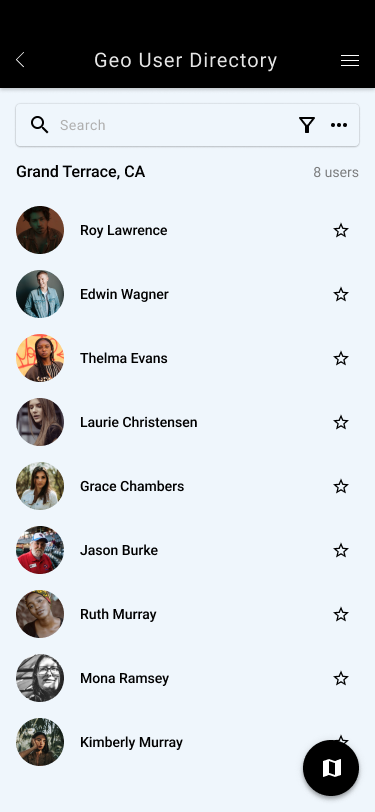 Geo User Directory
Search
Grand Terrace, CA
8 users
Roy Lawrence
Edwin Wagner
Thelma Evans
Laurie Christensen
Grace Chambers
Jason Burke
Ruth Murray
Mona Ramsey
Kimberly Murray